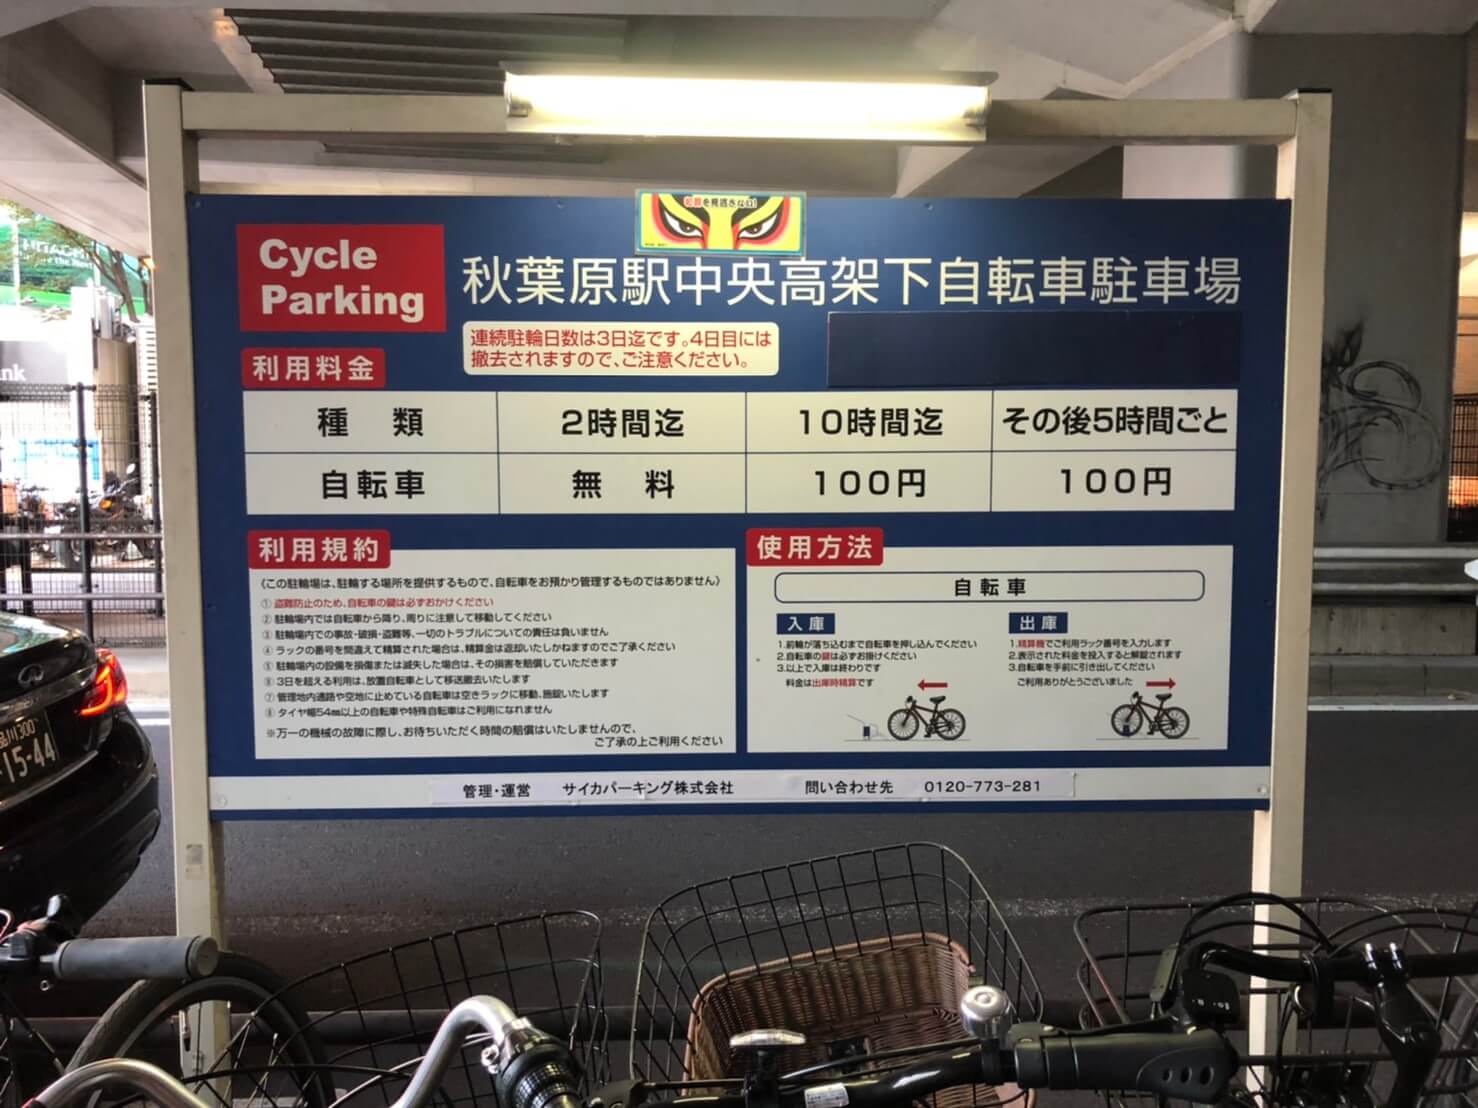 犯罪を見逃さない!
Cycle
Parking
秋葉原駅中央高架下自転車駐車場
連続駐輪日数は3日迄です。4日目には
撤去されますので、ご注意ください。
利用料金
種類 2時間迄 10時間迄 その後5時間ごと
自転車 無料 100円 100円
利用規約
《この駐輪場は、駐輪する場所を提供するもので、自転車をお預かり管理するものではありません》
① 盗難防止のため、自転車の鍵は必ずおかけください
② 駐輪場内では自転車から降り、周りに注意して移動してください
③ 駐輪場内での事故・破損・盗難等、一切のトラブルについての責任は負いません
④ ラックの番号を間違えて精算された場合は、精算金は返却いたしかねますのでご了承ください
⑤ 駐輪場内の設備を損傷または滅失した場合は、その損害を賠償していただきます
⑥ 3日を超える利用は、放置自転車として移送撤去いたします
⑦ 管理地内通路や空地に止めている自転車は空きラックに移動、施錠いたします
⑧ タイヤ幅54mm以上の自転車や特殊自転車はご利用になれません
※万一の機械の故障に際し、お待ちいただく時間の賠償はいたしませんので、
ご了承の上ご利用ください
使用方法
自転車
入庫
1.前輪が落ち込むまで自転車を押し込んでください
2.自転車の鍵は必ずお掛けください
3.以上で入庫は終わりです
料金は出庫時精算です
出庫
1.精算機でご利用ラック番号を入力します
2.表示された料金を投入すると解錠されます
3.自転車を手前に引き出してください
ご利用ありがとうございました
管理・運営 サイカパーキング株式会社 問い合わせ先 0120-773-281
HITACHI
nk
品川300
15-44